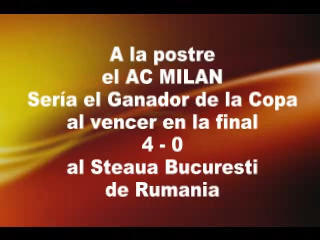 A la postre
el AC MILAN
Sería el Ganador de la Copa
al vencer en la final
4 - 0
al Steaua Bucuresti
de Rumania